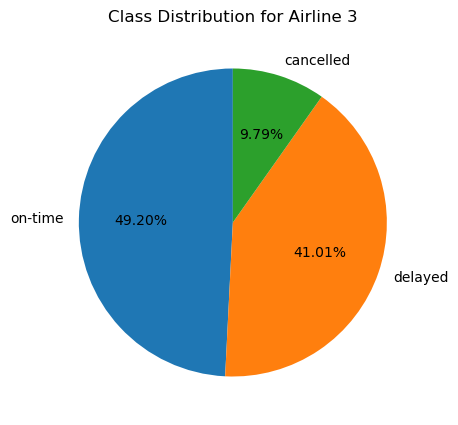 Class Distribution for Airline 3
cancelled
9.79%
on-time
49.20%
41.01%
delayed